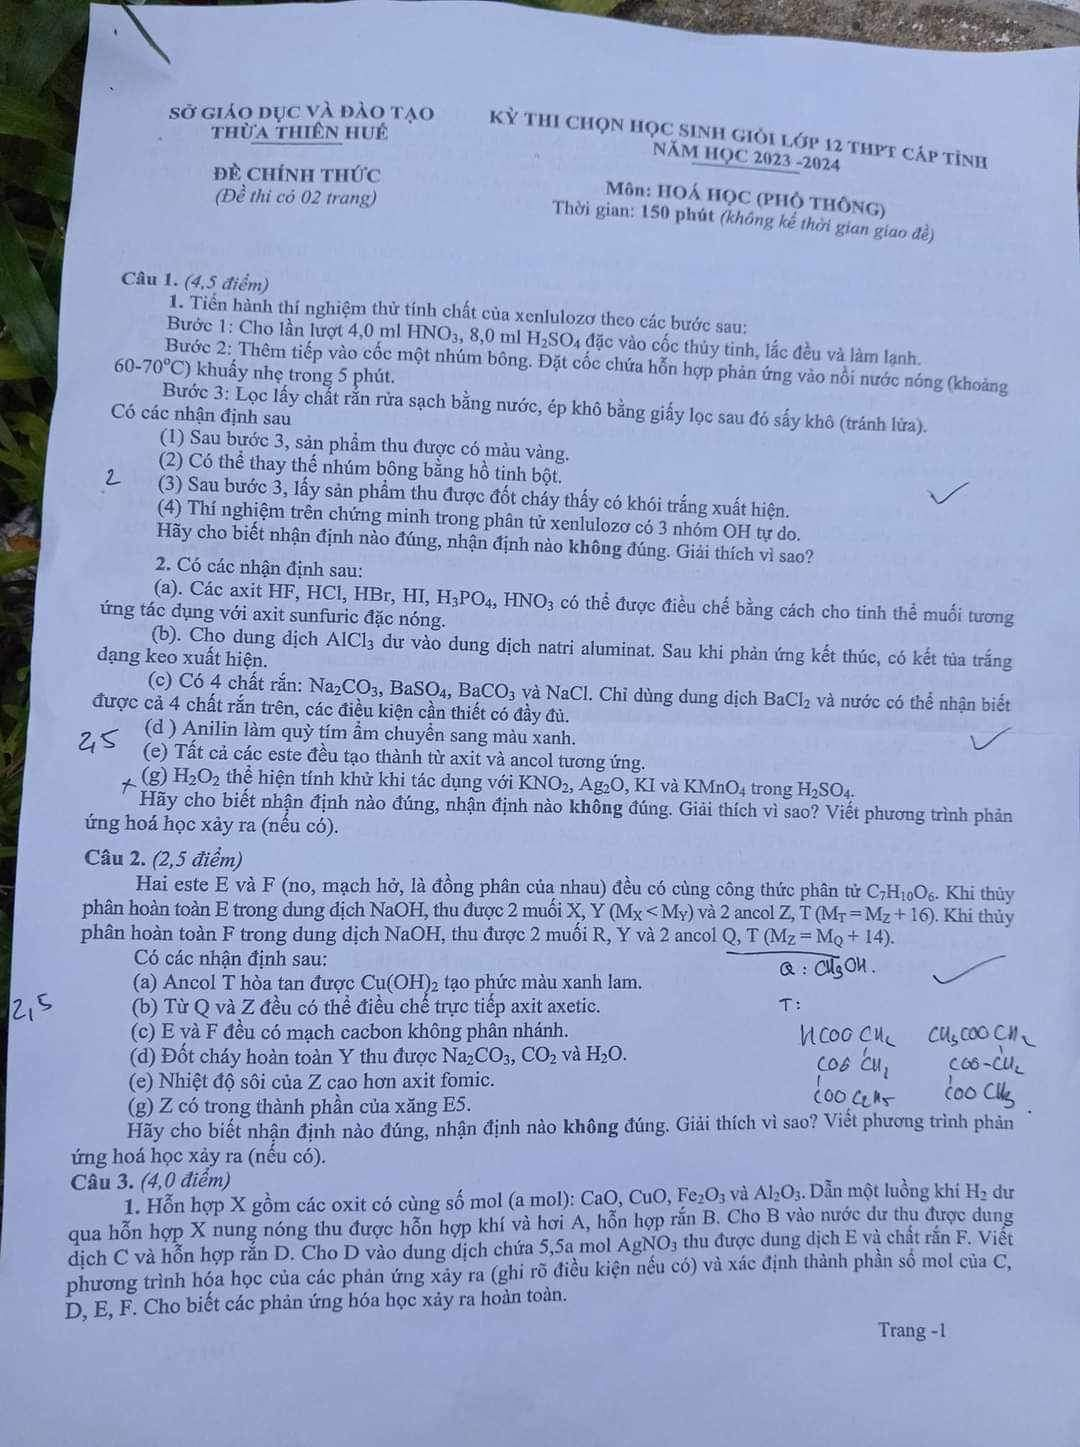 SỞ GIÁO DỤC VÀ ĐÀO TẠO
THỪA THIÊN HUẾ
ĐỀ CHÍNH THỨC
(Đề thi có 02 trang)
KỲ THI CHỌN HỌC SINH GIỎI LỚP 12 THPT CẤP TỈNH
NĂM HỌC 2023 -2024
Môn: HOÁ HỌC (PHỔ THÔNG)
Thời gian: 150 phút (không kể thời gian giao đề)
Câu 1. (4,5 điểm)
1. Tiến hành thí nghiệm thử tính chất của xenlulozơ theo các bước sau:
Bước 1: Cho lần lượt 4,0 ml HNO₃, 8,0 ml H₂SO₄ đặc vào cốc thủy tinh, lắc đều và làm lạnh.
Bước 2: Thêm tiếp vào cốc một nhúm bông. Đặt cốc chứa hỗn hợp phản ứng vào nồi nước nóng (khoảng
60-70°C) khuấy nhẹ trong 5 phút.
Bước 3: Lọc lấy chất rắn rửa sạch bằng nước, ép khô bằng giấy lọc sau đó sấy khô (tránh lửa).
Có các nhận định sau
(1) Sau bước 3, sản phẩm thu được có màu vàng.
(2) Có thể thay thế nhúm bông bằng hồ tinh bột.
2
(3) Sau bước 3, lấy sản phẩm thu được đốt cháy thấy có khói trắng xuất hiện.
(4) Thí nghiệm trên chứng minh trong phân tử xenlulozơ có 3 nhóm OH tự do.
Hãy cho biết nhận định nào đúng, nhận định nào không đúng. Giải thích vì sao?
2. Có các nhận định sau:
(a). Các axit HF, HCl, HBr, HI, H₃PO₄, HNO₃ có thể được điều chế bằng cách cho tinh thể muối tương
ứng tác dụng với axit sunfuric đặc nóng.
(b). Cho dung dịch AlCl₃ dư vào dung dịch natri aluminat. Sau khi phản ứng kết thúc, có kết tủa trắng
dạng keo xuất hiện.
(c) Có 4 chất rắn: Na₂CO₃, BaSO₄, BaCO₃ và NaCl. Chỉ dùng dung dịch BaCl₂ và nước có thể nhận biết
được cả 4 chất rắn trên, các điều kiện cần thiết có đầy đủ.
(d ) Anilin làm quỳ tím ẩm chuyển sang màu xanh.
2,5
(e) Tất cả các este đều tạo thành từ axit và ancol tương ứng.
(g) H₂O₂ thể hiện tính khử khi tác dụng với KNO₂, Ag₂O, KI và KMnO₄ trong H₂SO₄.
Hãy cho biết nhận định nào đúng, nhận định nào không đúng. Giải thích vì sao? Viết phương trình phản
ứng hoá học xảy ra (nếu có).
Câu 2. (2,5 điểm)
Hai este E và F (no, mạch hở, là đồng phân của nhau) đều có cùng công thức phân tử C₇H₁₀O₆. Khi thủy
phân hoàn toàn E trong dung dịch NaOH, thu được 2 muối X, Y (Mₓ < Mᵧ) và 2 ancol Z, T (M_T = M_Z + 16). Khi thủy
phân hoàn toàn F trong dung dịch NaOH, thu được 2 muối R, Y và 2 ancol Q, T (M_Z = M_Q + 14).
Có các nhận định sau:
Q : CH₃OH.
(a) Ancol T hòa tan được Cu(OH)₂ tạo phức màu xanh lam.
2,5
(b) Từ Q và Z đều có thể điều chế trực tiếp axit axetic.
T:
(c) E và F đều có mạch cacbon không phân nhánh.
HCOO CH₂ CH₃COO CH₂
(d) Đốt cháy hoàn toàn Y thu được Na₂CO₃, CO₂ và H₂O.
COO CH₂ COO-CH₂
(e) Nhiệt độ sôi của Z cao hơn axit fomic.
COO C₂H₅ COO CH₃
(g) Z có trong thành phần của xăng E5.
Hãy cho biết nhận định nào đúng, nhận định nào không đúng. Giải thích vì sao? Viết phương trình phản
ứng hoá học xảy ra (nếu có).
Câu 3. (4,0 điểm)
1. Hỗn hợp X gồm các oxit có cùng số mol (a mol): CaO, CuO, Fe₂O₃ và Al₂O₃. Dẫn một luồng khí H₂ dư
qua hỗn hợp X nung nóng thu được hỗn hợp khí và hơi A, hỗn hợp rắn B. Cho B vào nước dư thu được dung
dịch C và hỗn hợp rắn D. Cho D vào dung dịch chứa 5,5a mol AgNO₃ thu được dung dịch E và chất rắn F. Viết
phương trình hóa học của các phản ứng xảy ra (ghi rõ điều kiện nếu có) và xác định thành phần số mol của C,
D, E, F. Cho biết các phản ứng hóa học xảy ra hoàn toàn.
Trang -1